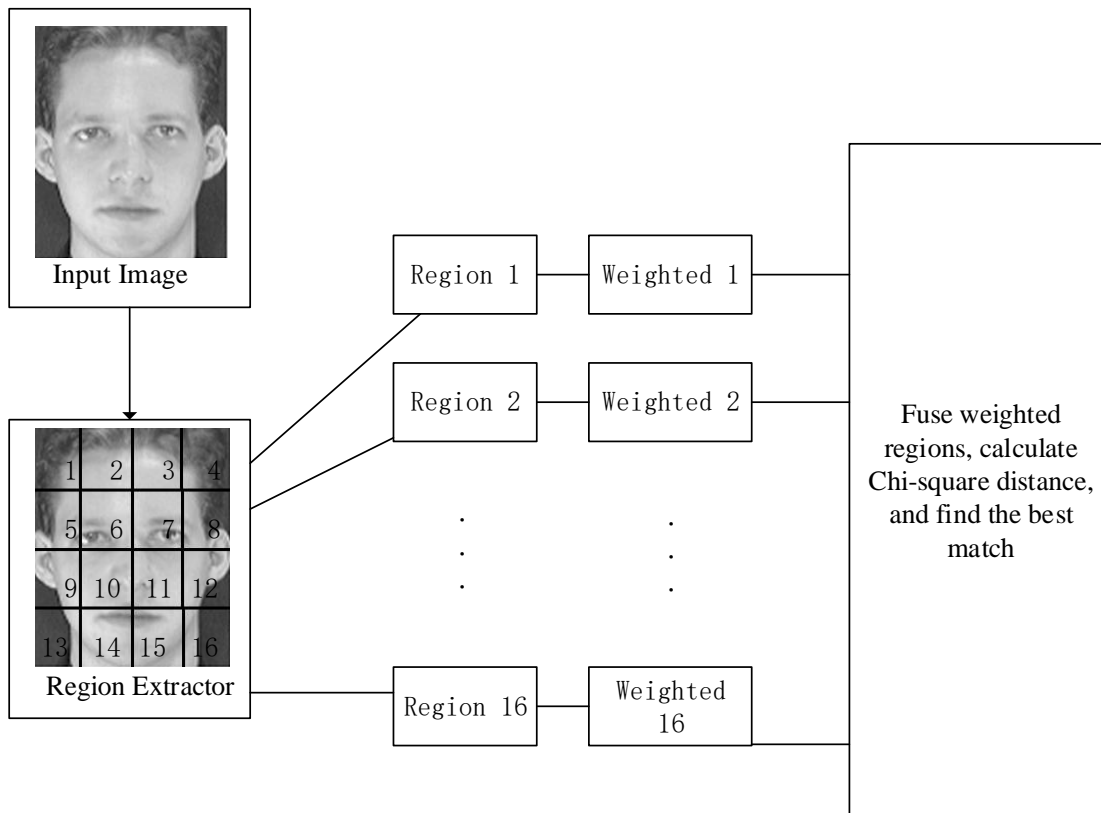 Input Image
1 2 3 4
5 6 7 8
9 10 11 12
13 14 15 16
Region Extractor
Region 1
Weighted 1
Region 2
Weighted 2
Region 16
Weighted
16
Fuse weighted
regions, calculate
Chi-square distance,
and find the best
match